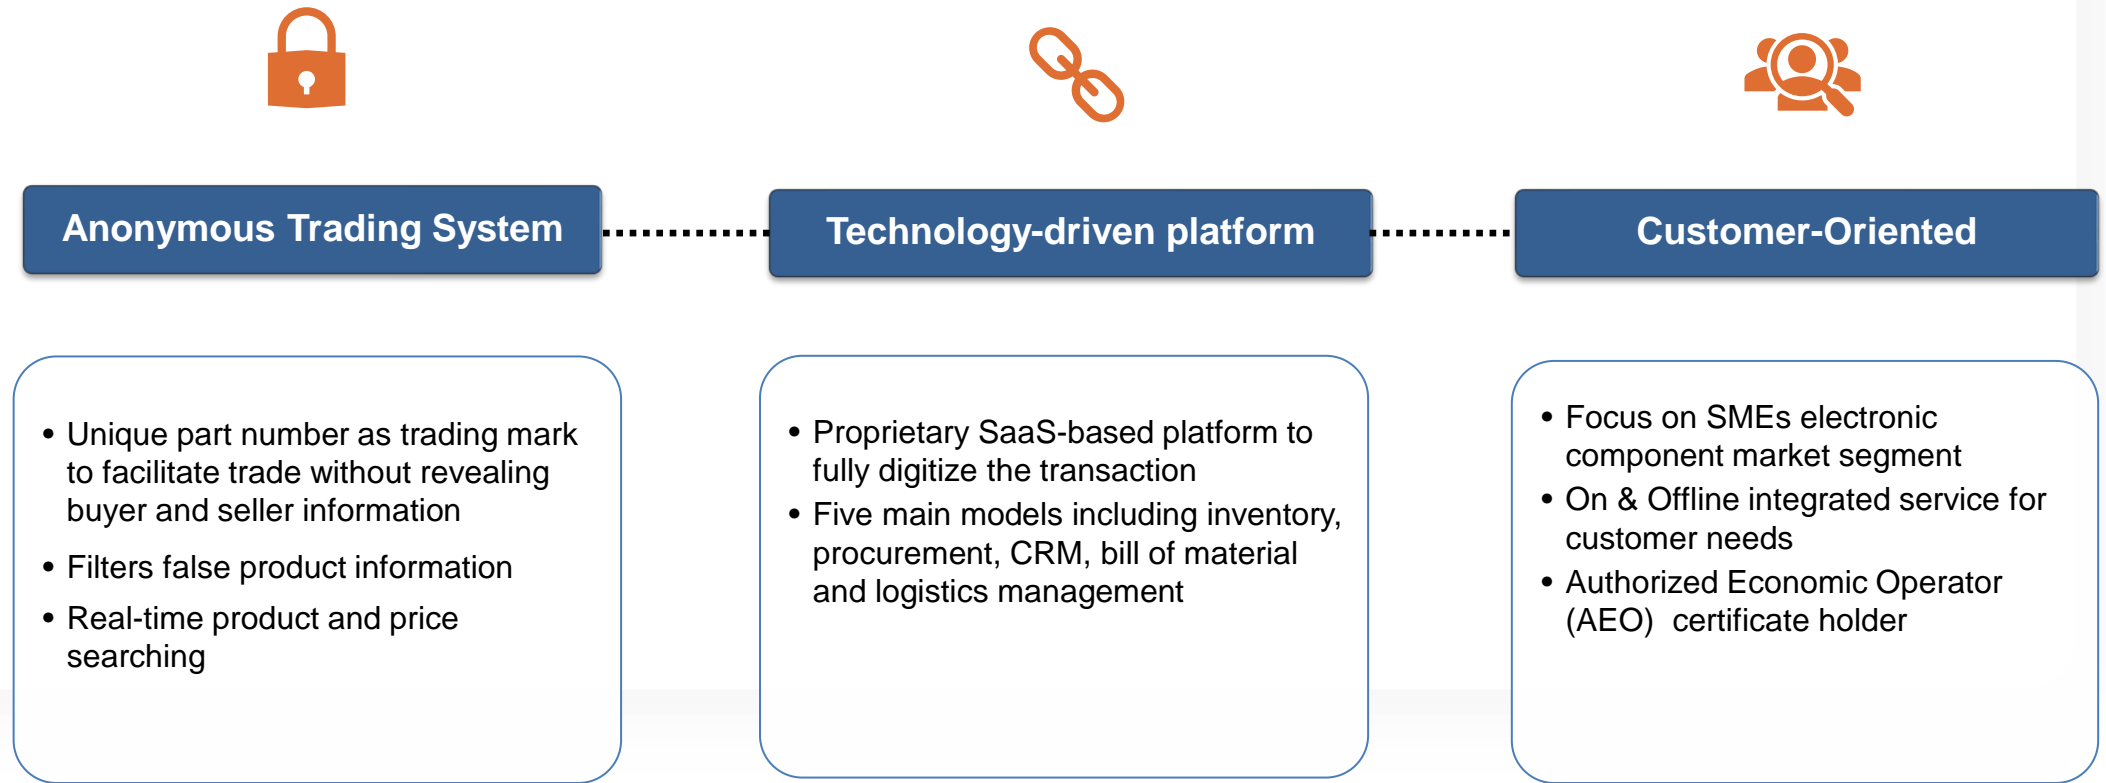 Anonymous Trading System
Technology-driven platform
Customer-Oriented
• Unique part number as trading mark
to facilitate trade without revealing
buyer and seller information
• Filters false product information
• Real-time product and price
searching
• Proprietary SaaS-based platform to
fully digitize the transaction
• Five main models including inventory,
procurement, CRM, bill of material
and logistics management
• Focus on SMEs electronic
component market segment
• On & Offline integrated service for
customer needs
• Authorized Economic Operator
(AEO)  certificate holder